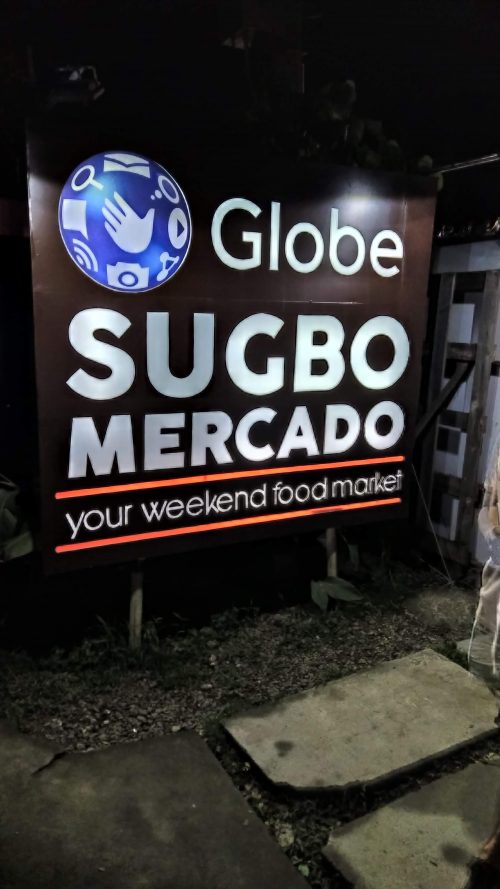 Globe
SUGBO
MERCADO
your weekend food market